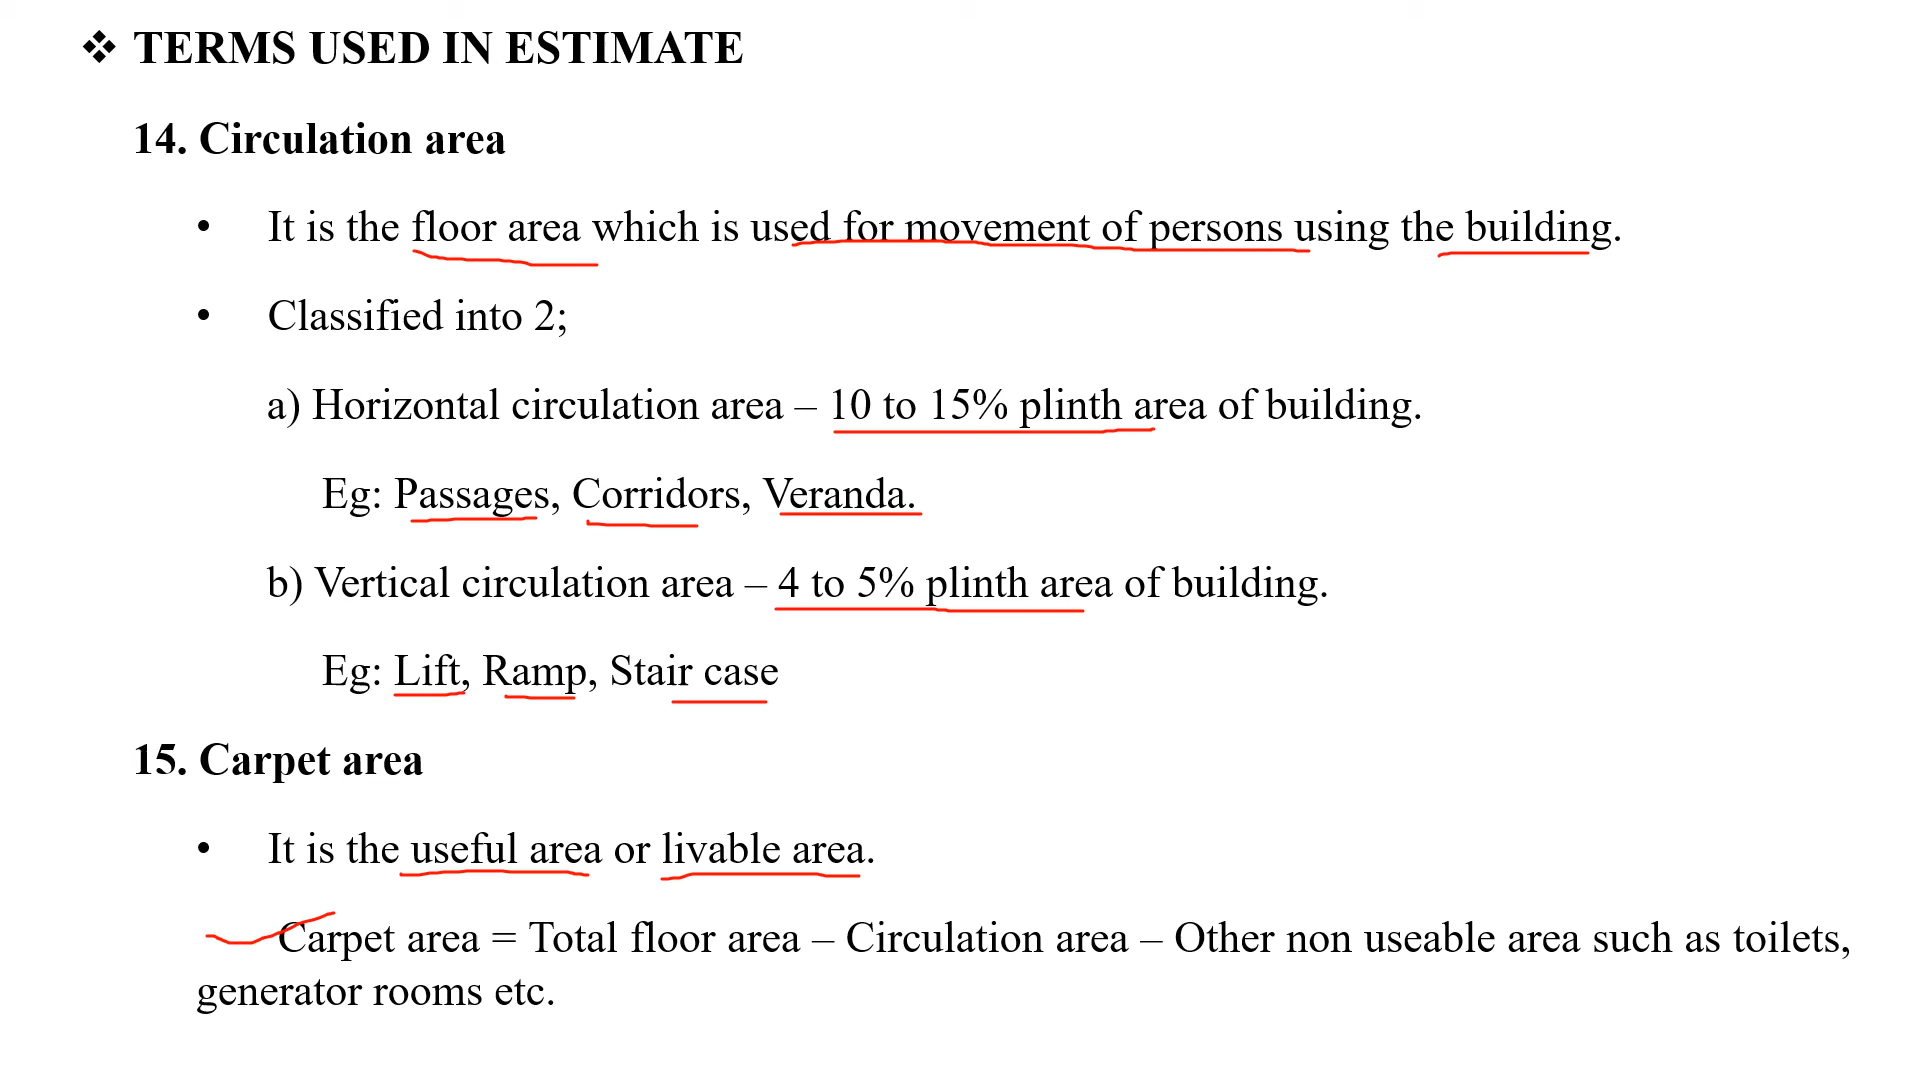 ❖ TERMS USED IN ESTIMATE
14. Circulation area
• It is the floor area which is used for movement of persons using the building.
• Classified into 2;
a) Horizontal circulation area – 10 to 15% plinth area of building.
Eg: Passages, Corridors, Veranda.
b) Vertical circulation area – 4 to 5% plinth area of building.
Eg: Lift, Ramp, Stair case
15. Carpet area
• It is the useful area or livable area.
Carpet area = Total floor area – Circulation area – Other non useable area such as toilets,
generator rooms etc.